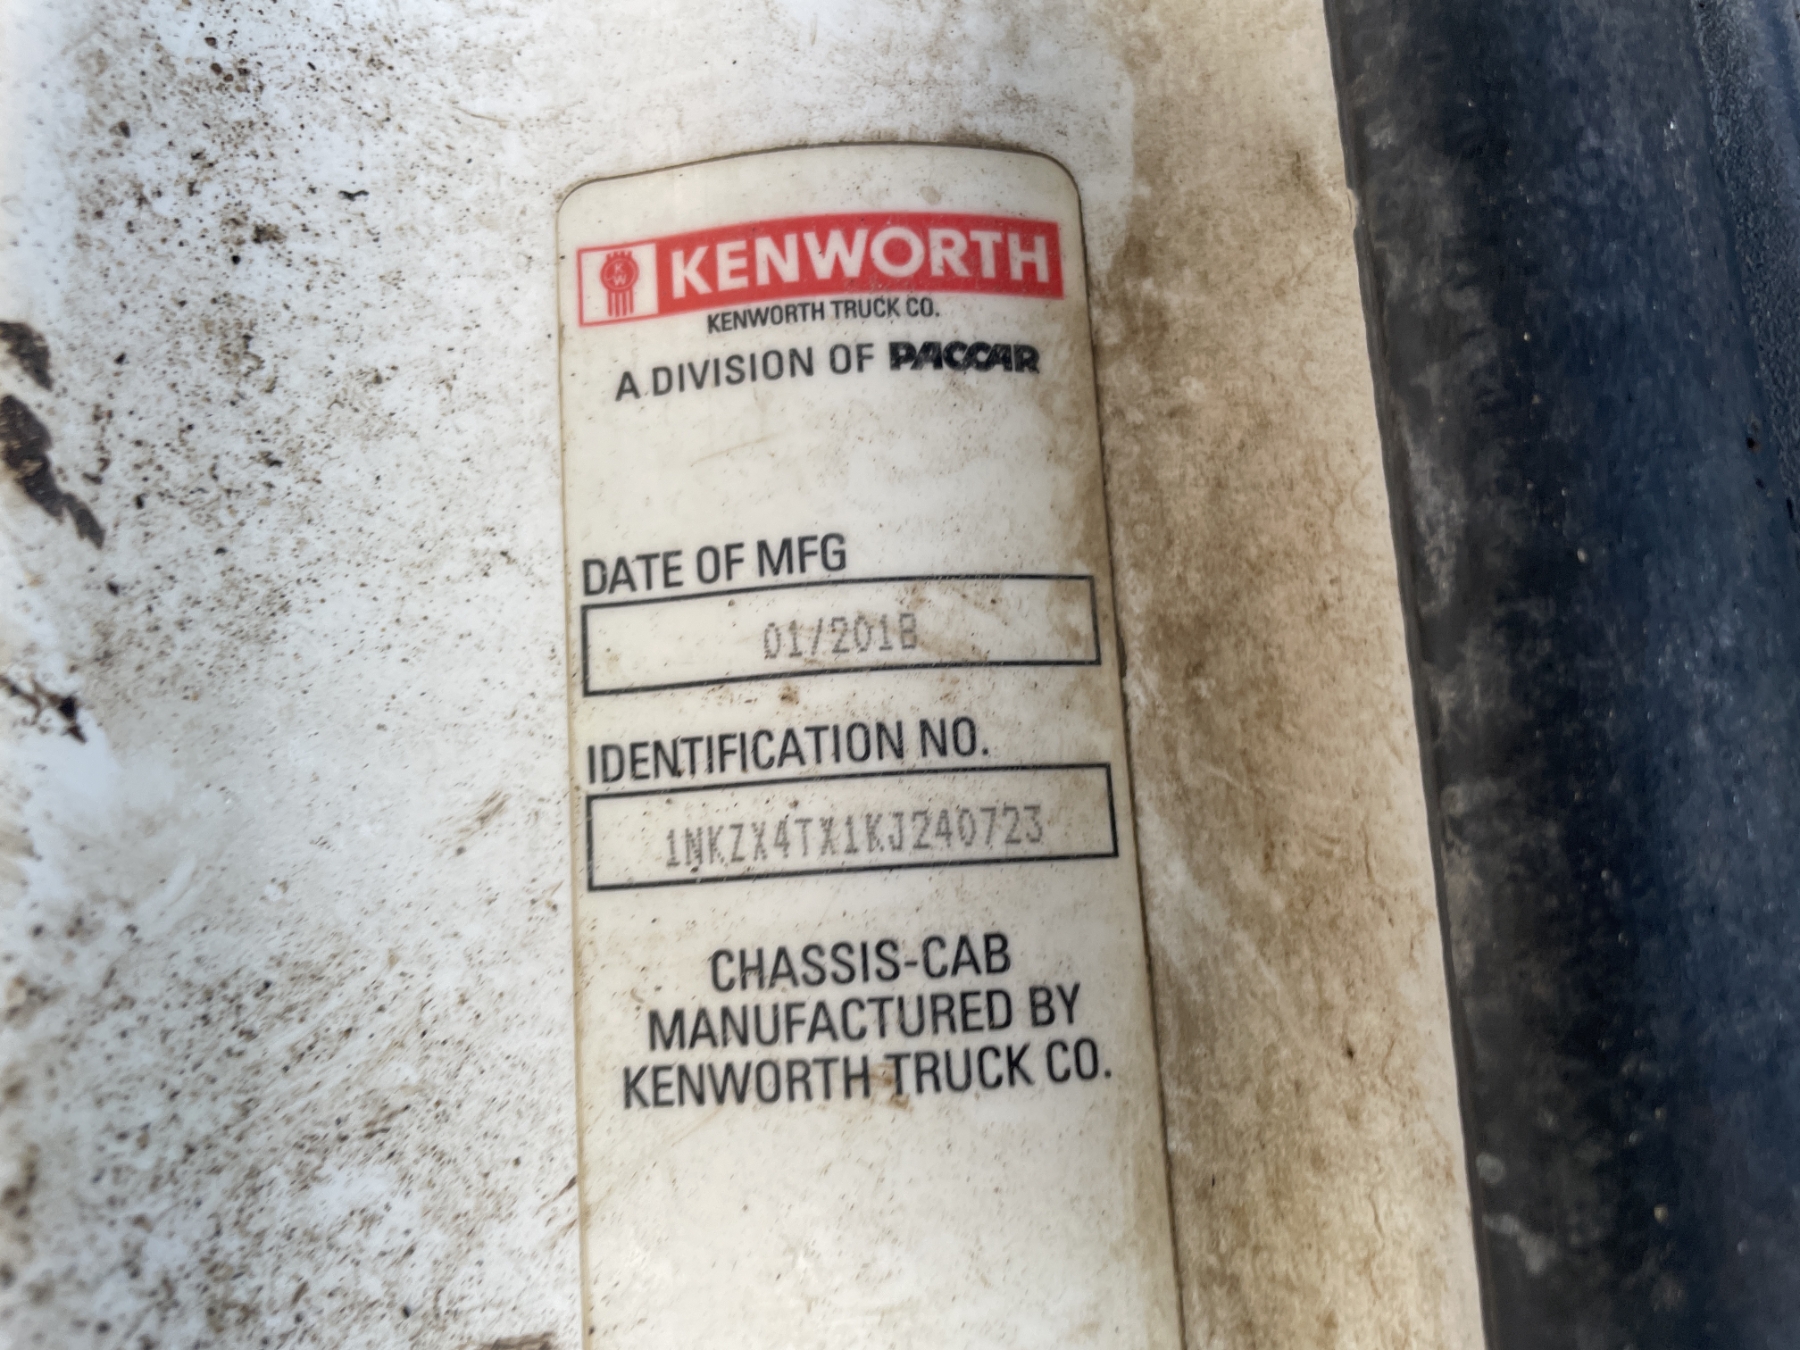 KENWORTH
KENWORTH TRUCK CO.
A DIVISION OF PACCAR
DATE OF MFG
01/2018
IDENTIFICATION NO.
1NKZX4TX1KJ240723
CHASSIS-CAB
MANUFACTURED BY
KENWORTH TRUCK CO.